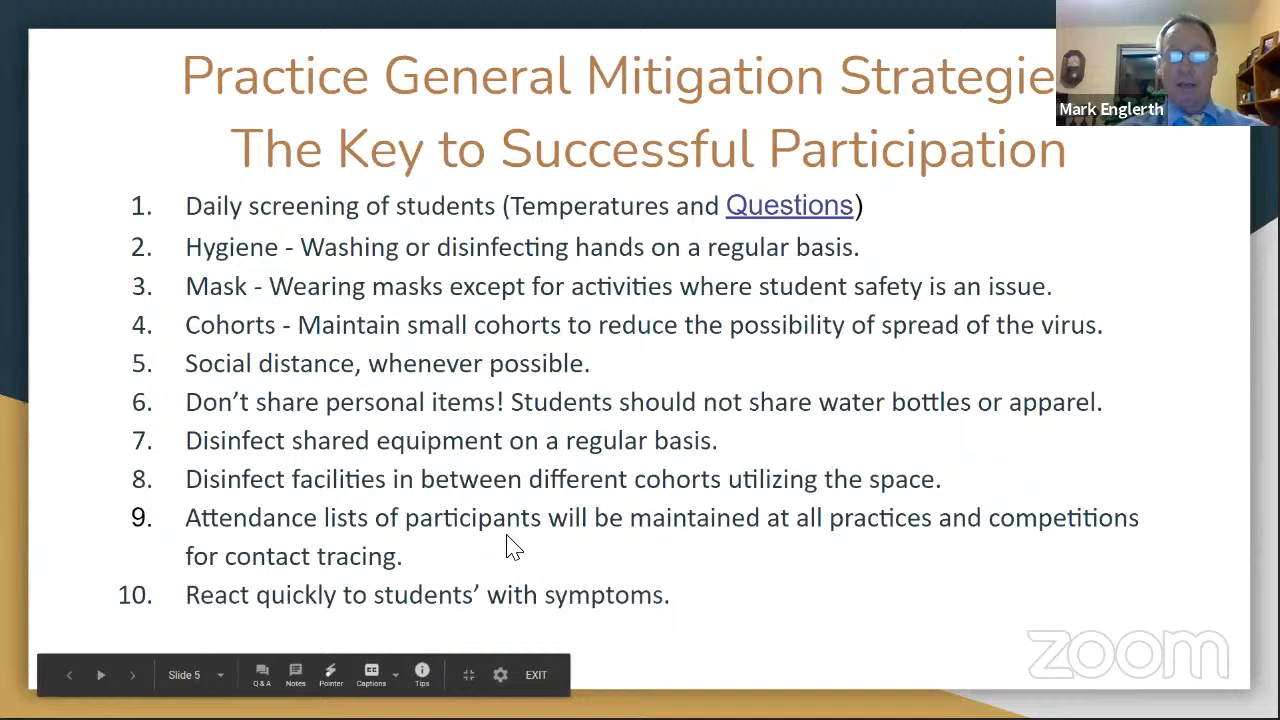 Practice General Mitigation Strategie
The Key to Successful Participation
Mark Englerth
1. Daily screening of students (Temperatures and Questions)
2. Hygiene - Washing or disinfecting hands on a regular basis.
3. Mask - Wearing masks except for activities where student safety is an issue.
4. Cohorts - Maintain small cohorts to reduce the possibility of spread of the virus.
5. Social distance, whenever possible.
6. Don’t share personal items! Students should not share water bottles or apparel.
7. Disinfect shared equipment on a regular basis.
8. Disinfect facilities in between different cohorts utilizing the space.
9. Attendance lists of participants will be maintained at all practices and competitions
for contact tracing.
10. React quickly to students’ with symptoms.
zoom
Slide 5
Q & A
Notes
Pointer
Captions
Tips
EXIT